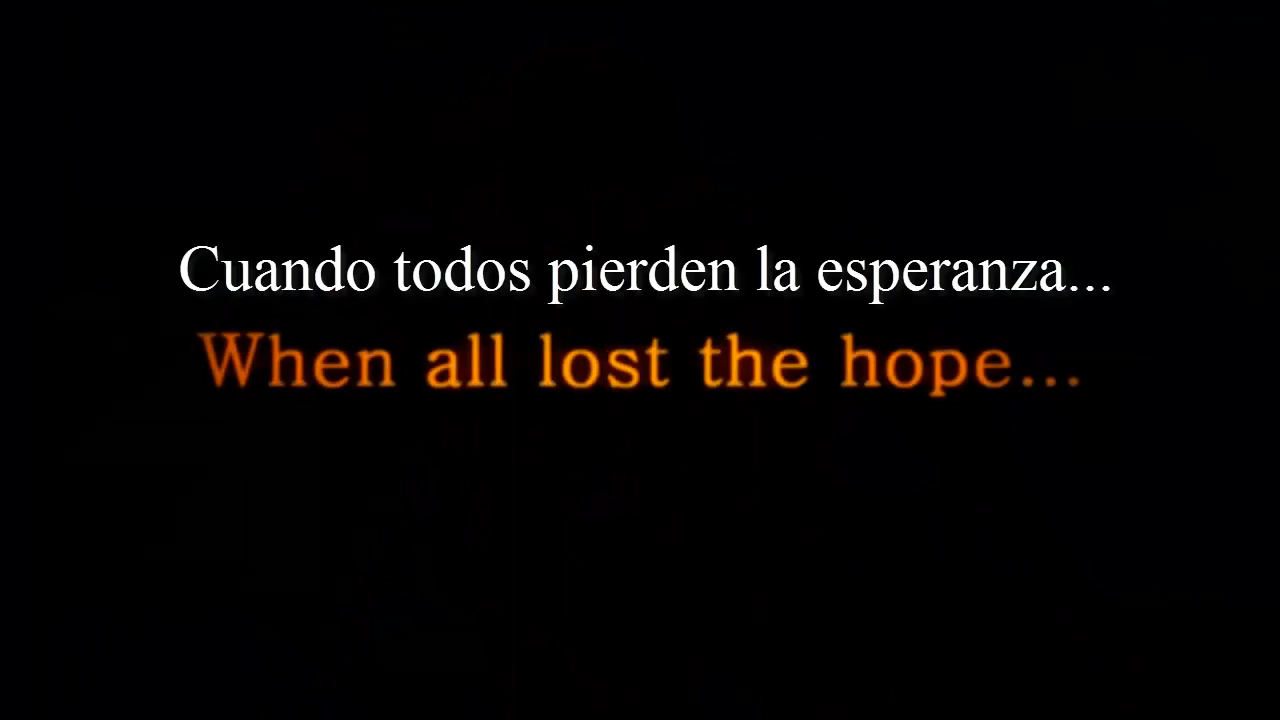 Cuando todos pierden la esperanza...
When all lost the hope...